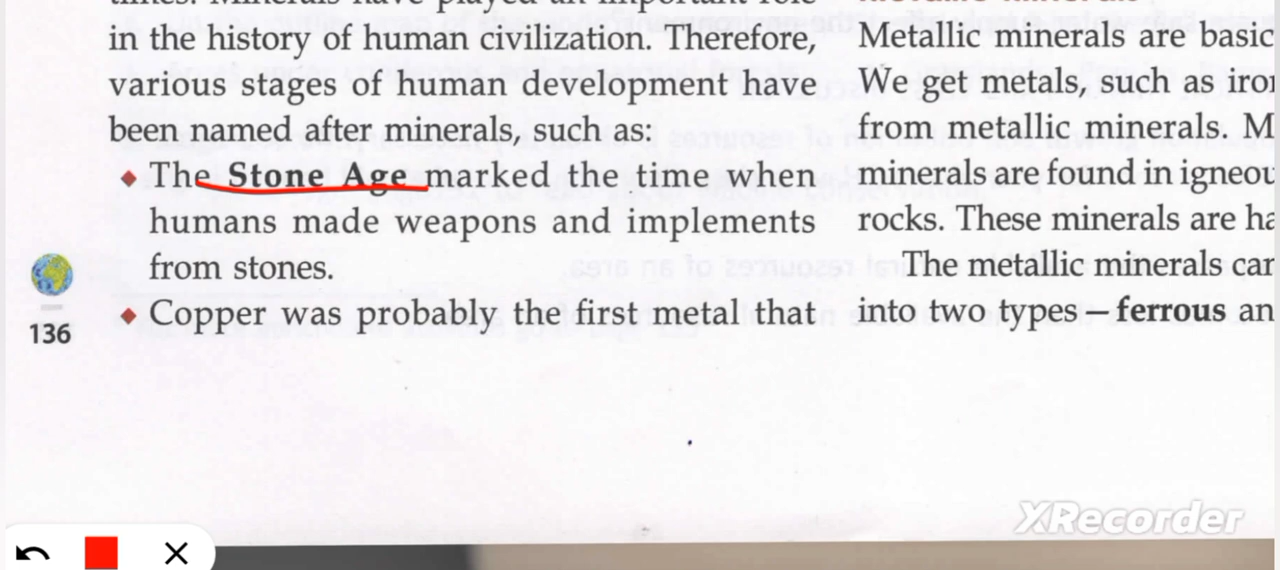 in the history of human civilization. Therefore,
various stages of human development have
been named after minerals, such as:
The Stone Age marked the time when
humans made weapons and implements
from stones.
Copper was probably the first metal that
136
Metallic minerals are basic
We get metals, such as iron
from metallic minerals. M
minerals are found in igneou
rocks. These minerals are ha
The metallic minerals can
into two types – ferrous an
XRecorder